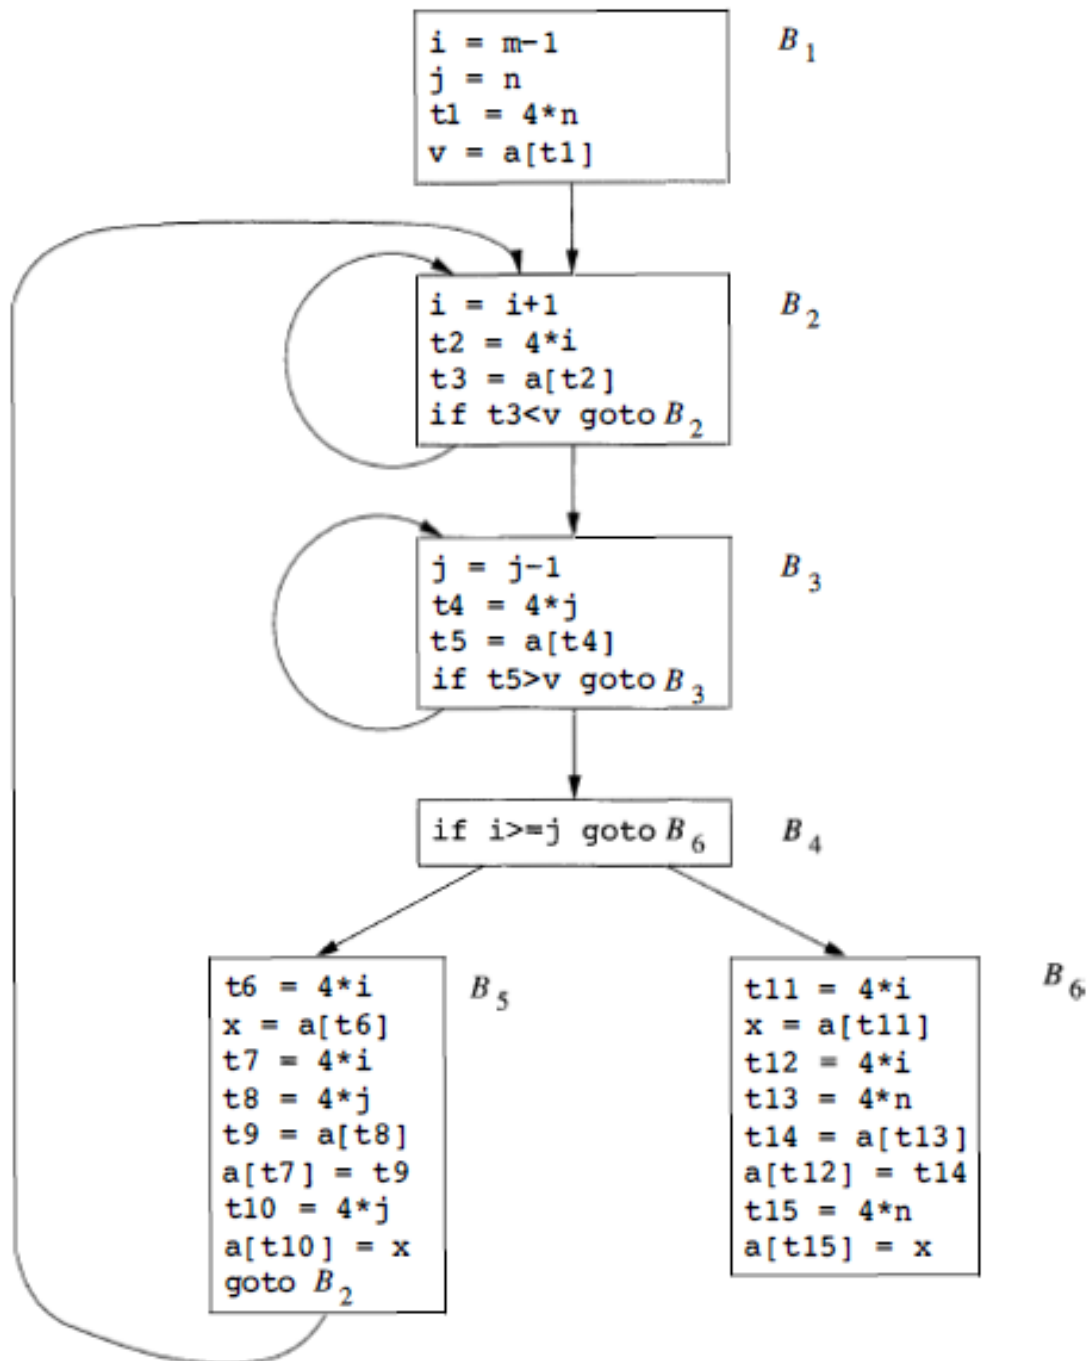 i = m-1
j = n
t1 = 4*n
v = a[t1]
B1
i = i+1
t2 = 4*i
t3 = a[t2]
if t3<v goto B2
B2
j = j-1
t4 = 4*j
t5 = a[t4]
if t5>v goto B3
B3
if i>=j goto B6
B4
t6 = 4*i
x = a[t6]
t7 = 4*i
t8 = 4*j
t9 = a[t8]
a[t7] = t9
t10 = 4*j
a[t10] = x
goto B2
B5
t11 = 4*i
x = a[t11]
t12 = 4*i
t13 = 4*n
t14 = a[t13]
a[t12] = t14
t15 = 4*n
a[t15] = x
B6